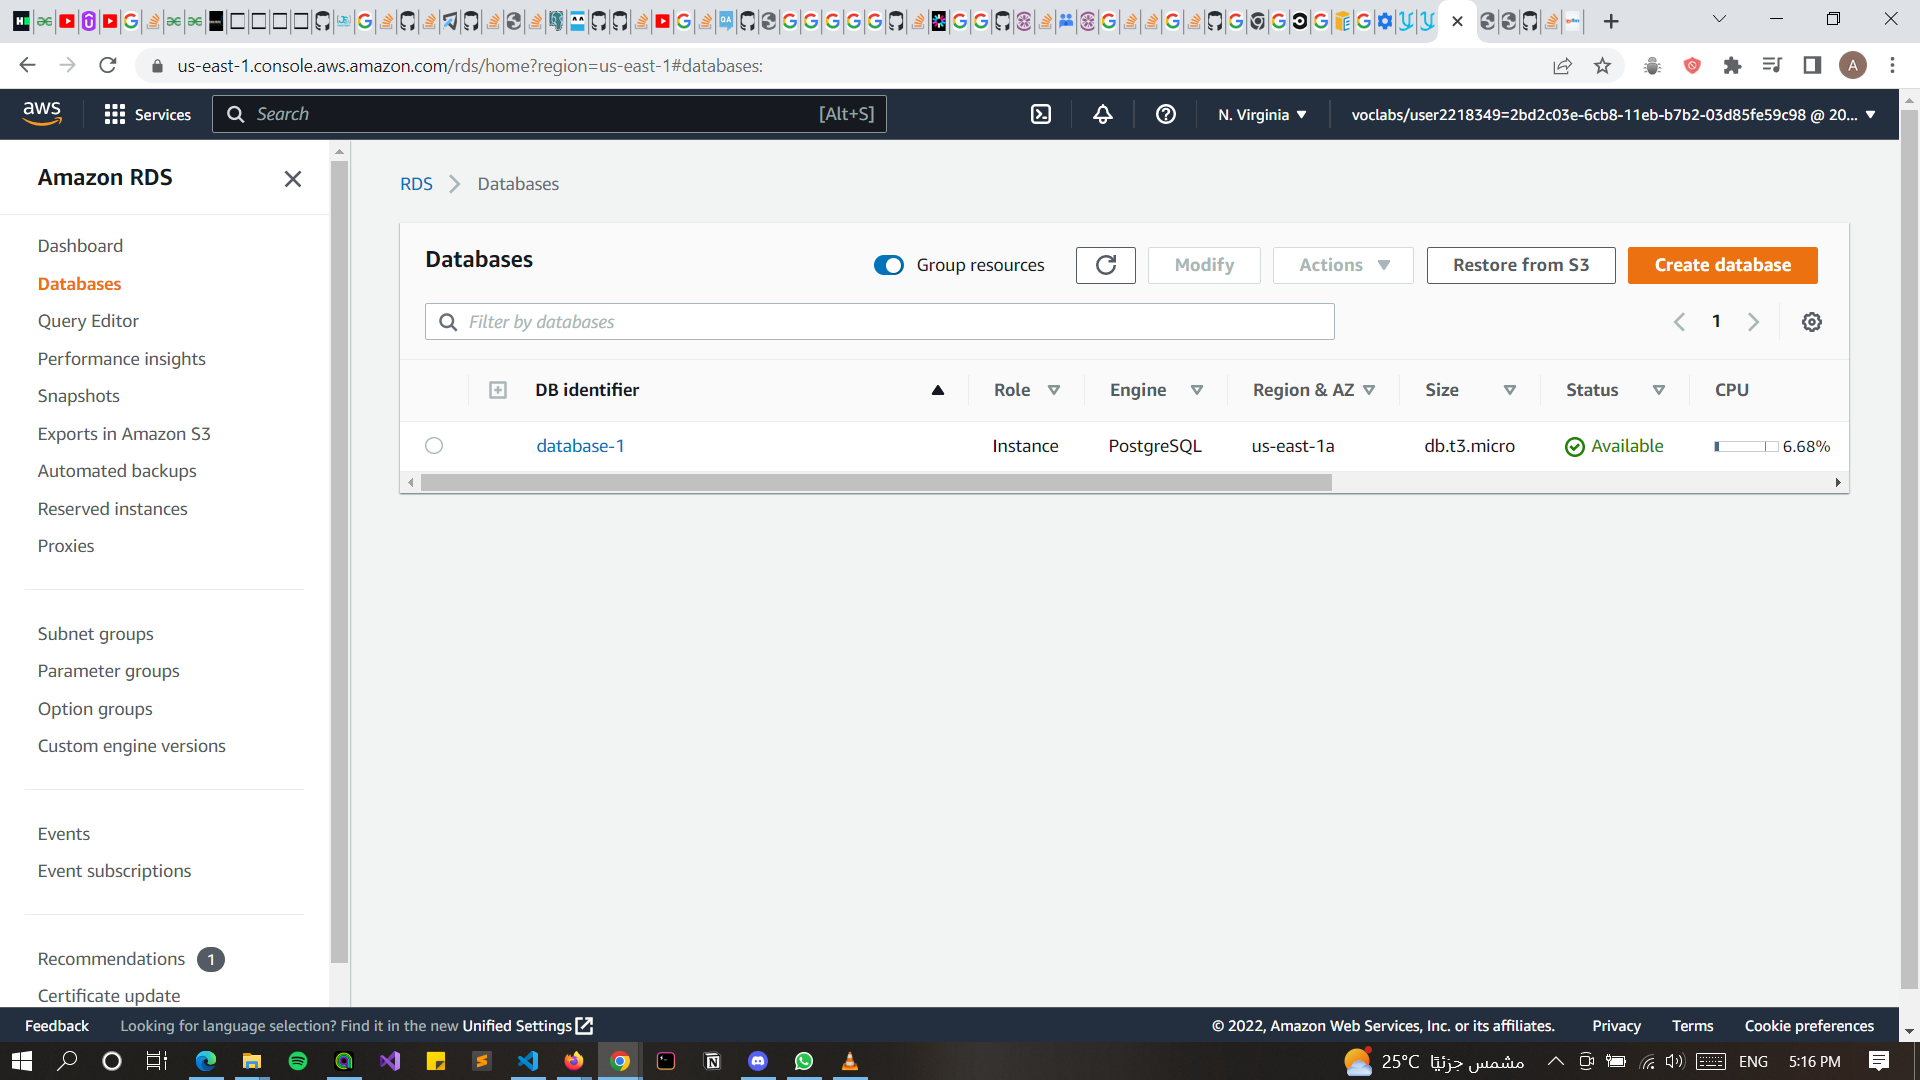 us-east-1.console.aws.amazon.com/rds/home?region=us-east-1#databases:
A
aws
Services
Search
[Alt+S]
N. Virginia
voclabs/user2218349=2bd2c03e-6cb8-11eb-b7b2-03d85fe59c98 @ 20...
Amazon RDS
Dashboard
Databases
Query Editor
Performance insights
Snapshots
Exports in Amazon S3
Automated backups
Reserved instances
Proxies
Subnet groups
Parameter groups
Option groups
Custom engine versions
Events
Event subscriptions
Recommendations 1
Certificate update
RDS > Databases
Databases
Group resources
Modify
Actions
Restore from S3
Create database
Filter by databases
1
DB identifier Role Engine Region & AZ Size Status CPU
database-1 Instance PostgreSQL us-east-1a db.t3.micro Available 6.68%
Feedback
Looking for language selection? Find it in the new Unified Settings
© 2022, Amazon Web Services, Inc. or its affiliates.
Privacy
Terms
Cookie preferences
25°C مشمس جزئيًا
ENG
5:16 PM